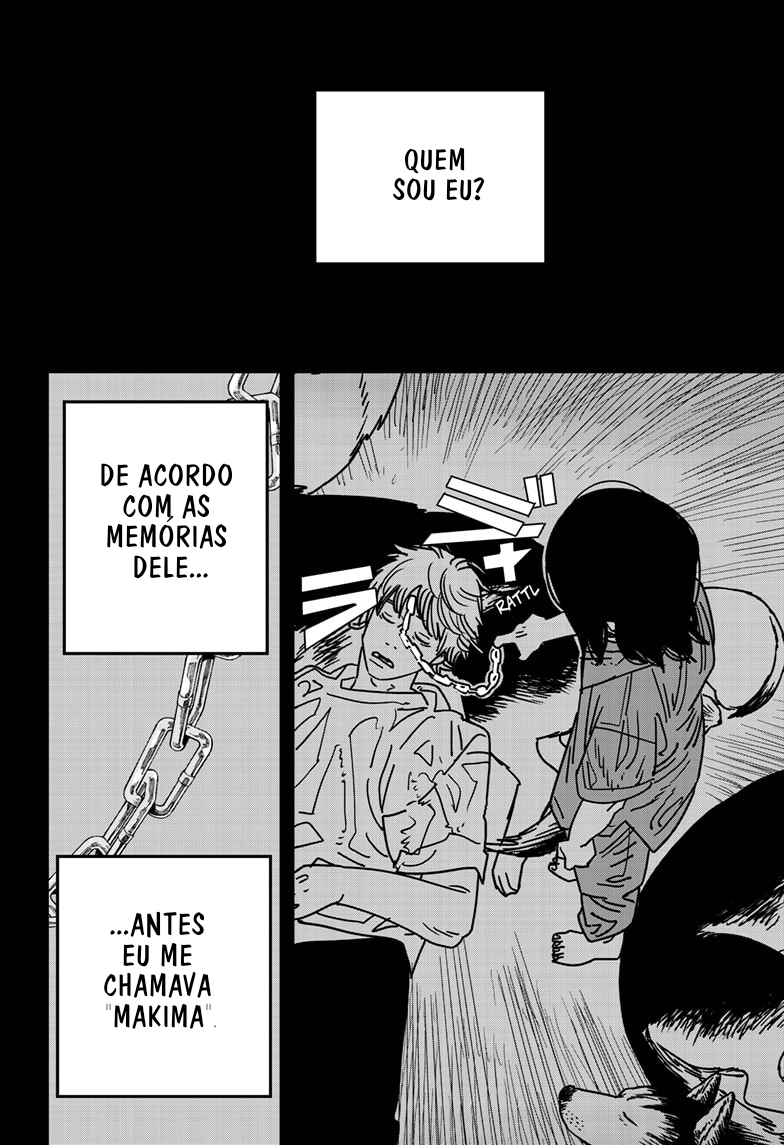 QUEM
SOU EU?
DE ACORDO
COM AS
MEMÓRIAS
DELE...
RATTL
...ANTES
EU ME
CHAMAVA
"MAKIMA".